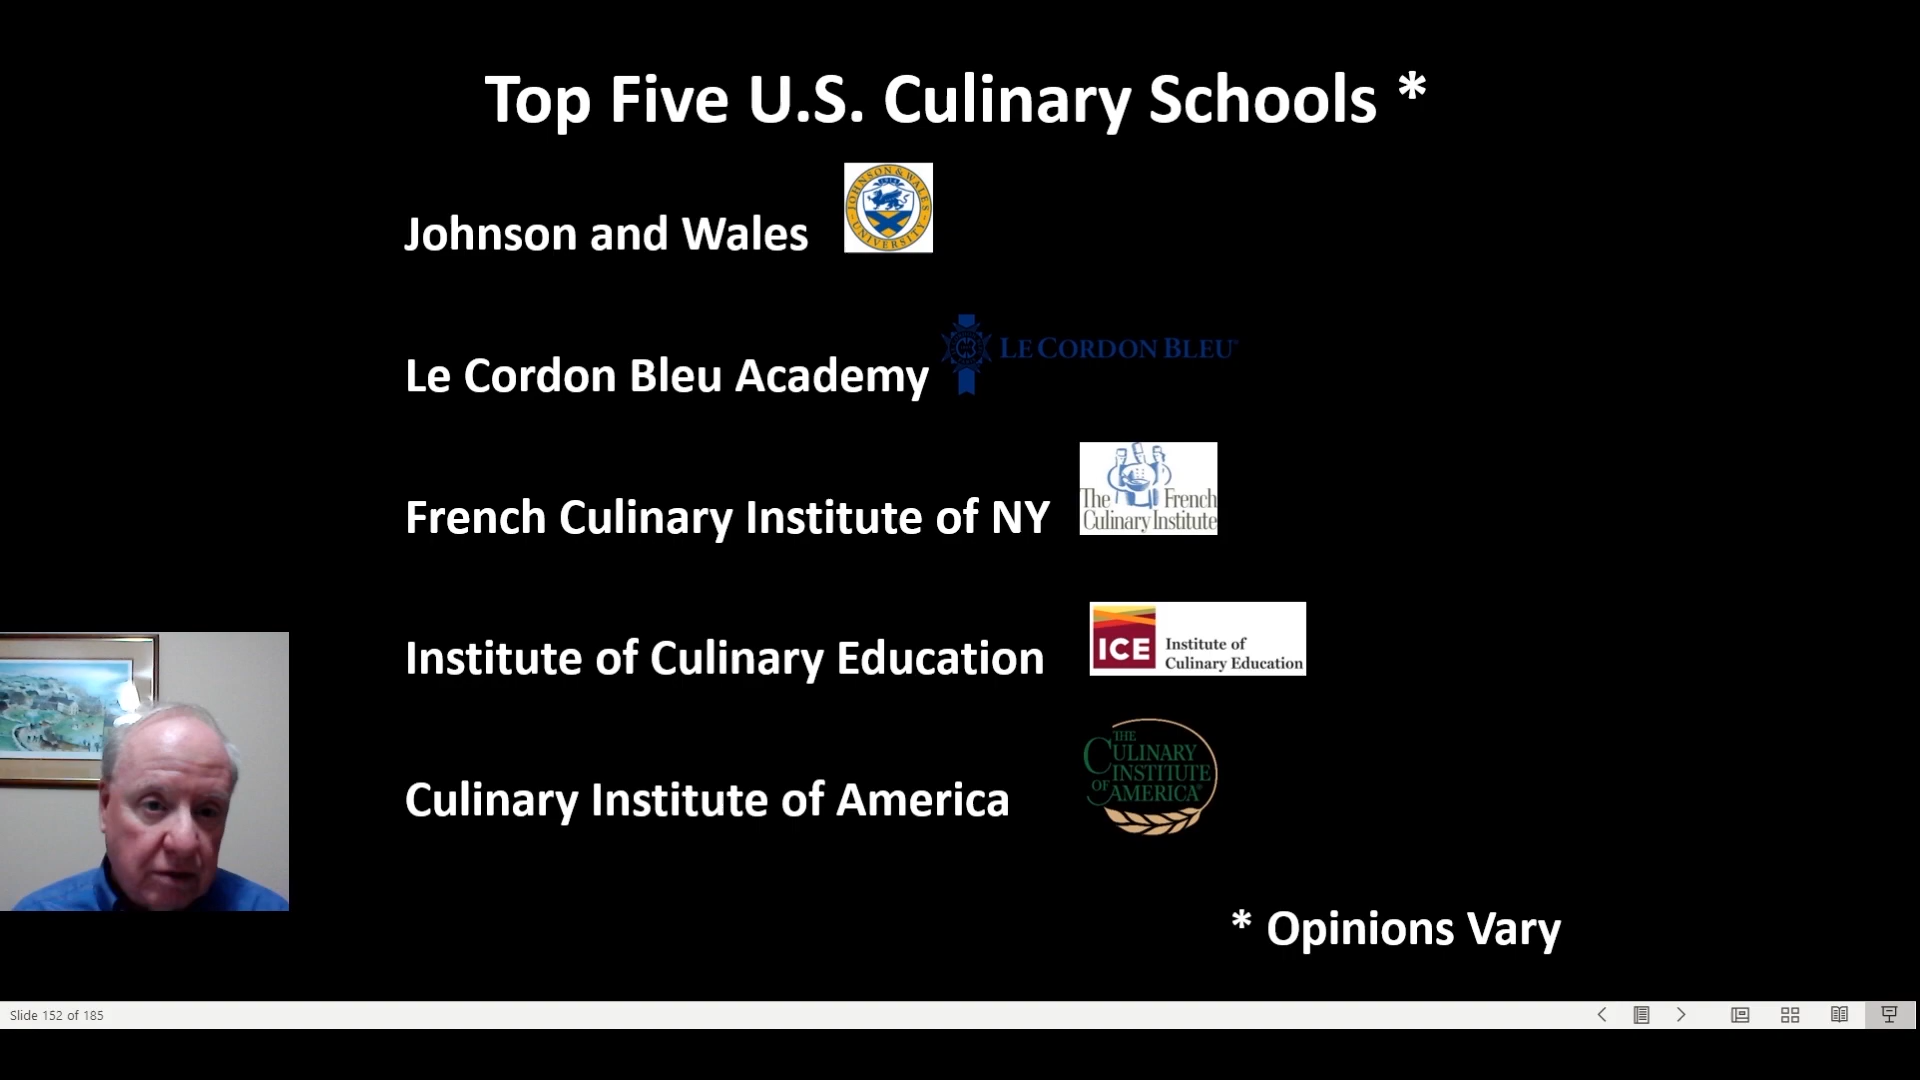 Top Five U.S. Culinary Schools *
Johnson and Wales
JOHNSON & WALES
UNIVERSITY
Le Cordon Bleu Academy
LE CORDON BLEU®
French Culinary Institute of NY
The French
Culinary Institute
Institute of Culinary Education
ICE
Institute of
Culinary Education
Culinary Institute of America
THE
CULINARY
INSTITUTE
OF AMERICA®
* Opinions Vary
Slide 152 of 185